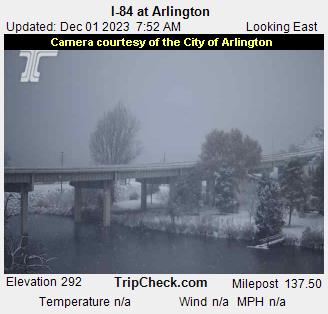 I-84 at Arlington
Updated: Dec 01 2023 7:52 AM Looking East
Camera courtesy of the City of Arlington
Elevation 292 TripCheck.com Milepost 137.50
Temperature n/a Wind n/a MPH n/a